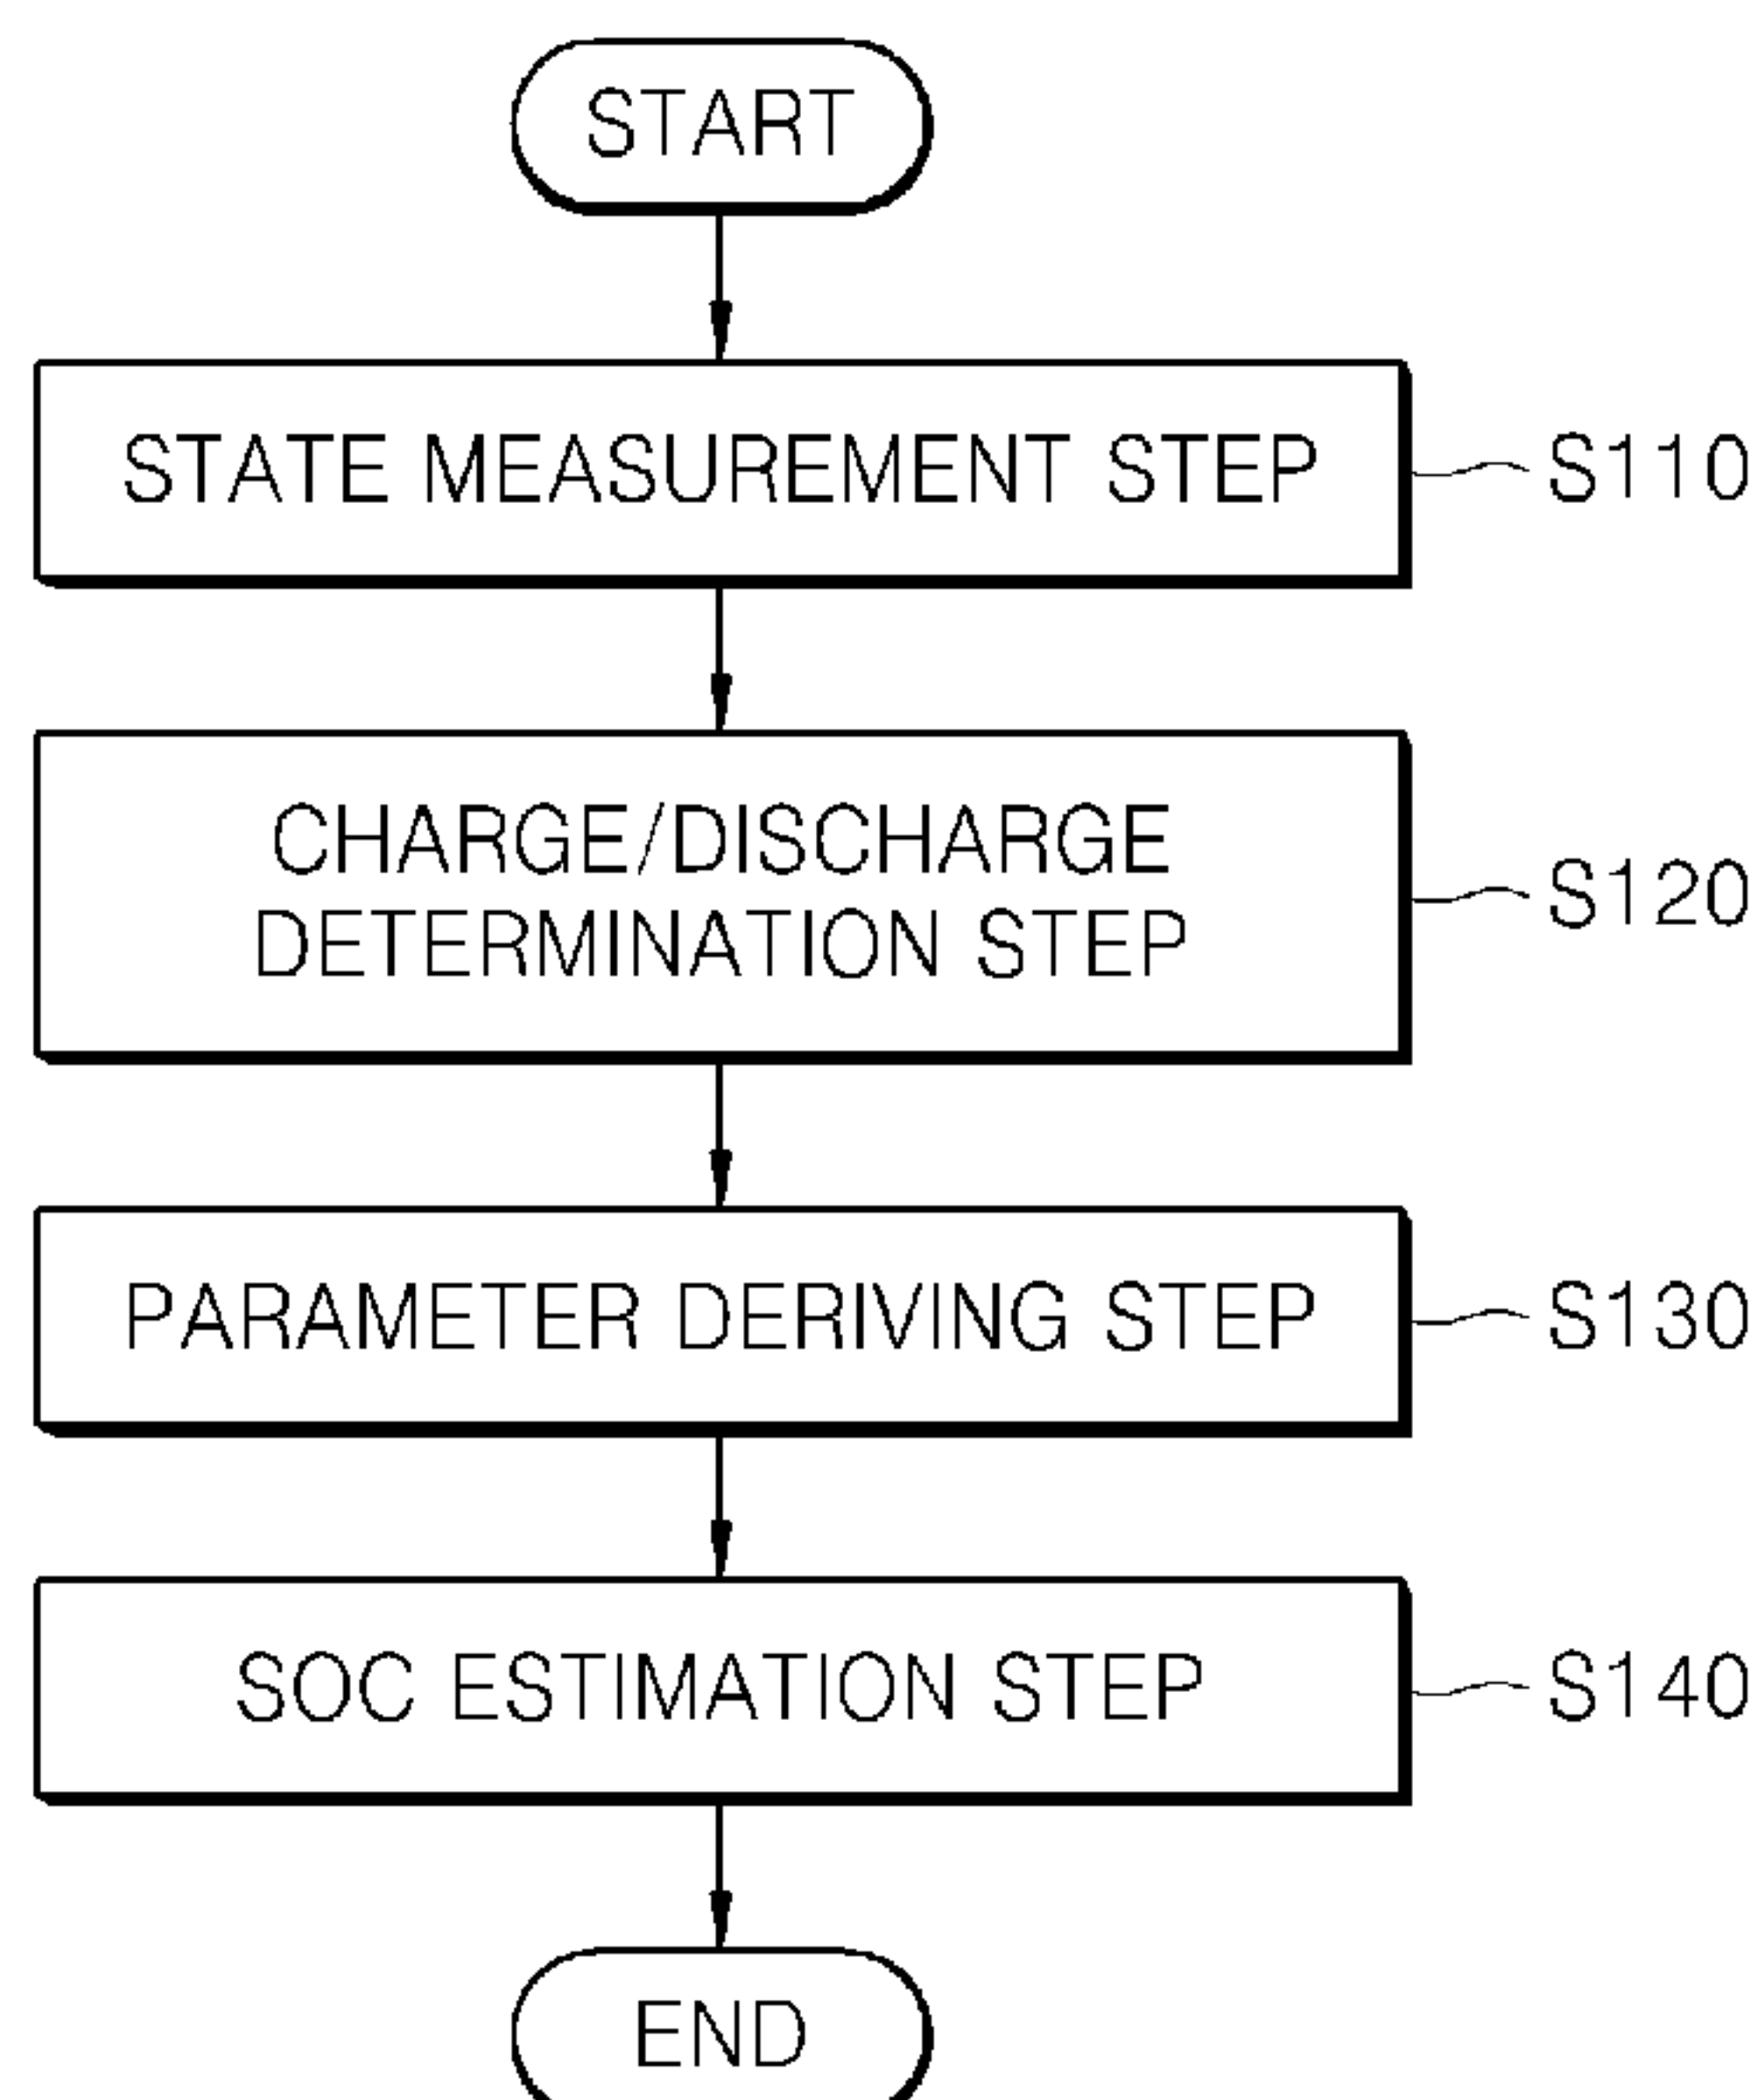 START
STATE MEASUREMENT STEP
S110
CHARGE/DISCHARGE
DETERMINATION STEP
S120
PARAMETER DERIVING STEP
S130
SOC ESTIMATION STEP
S140
END